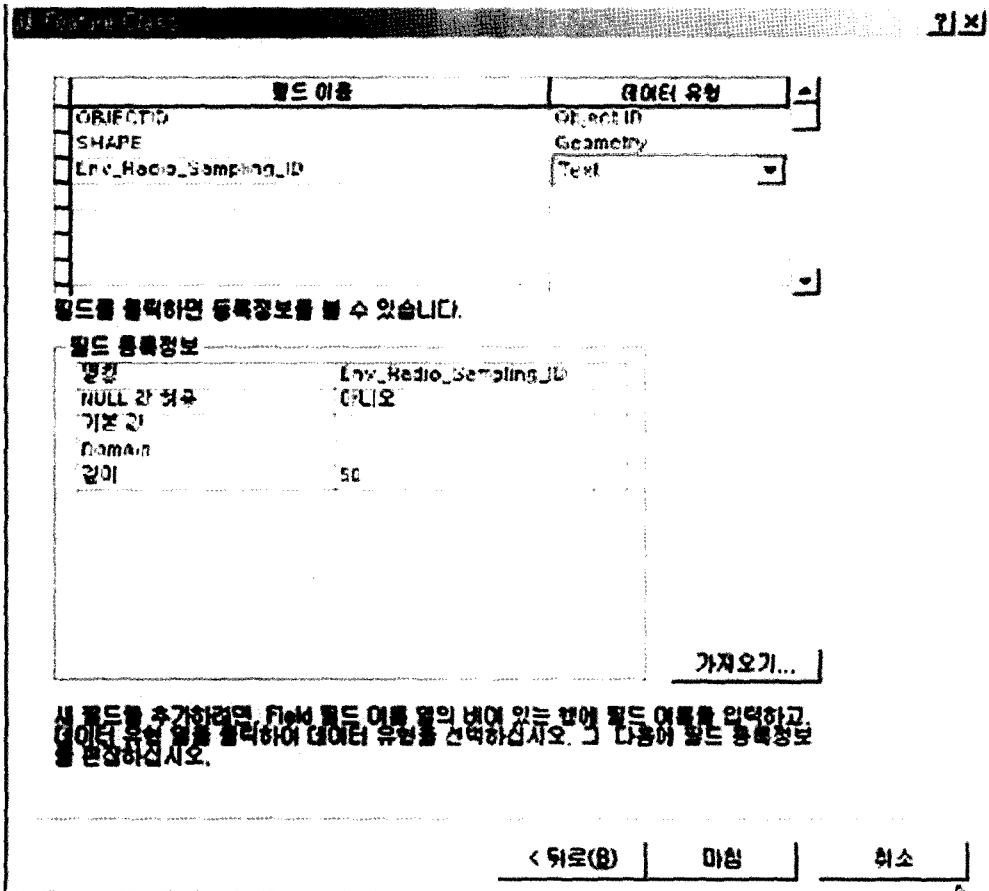 Feature Class
필드 이름 데이터 유형
OBJECTID Object ID
SHAPE Geometry
Env_Radio_Sampling_ID Text
필드를 클릭하면 등록정보를 볼 수 있습니다.
필드 등록정보
별칭 Env_Radio_Sampling_ID
NULL 값 허용 아니오
기본 값
Domain
길이 50
가져오기...
새 필드를 추가하려면, Field 필드 이름 열의 비어 있는 행에 필드 이름을 입력하고,
데이터 유형 열을 클릭하여 데이터 유형을 선택하십시오. 그 다음에 필드 등록정보
를 편집하십시오.
< 뒤로(B) 마침 취소